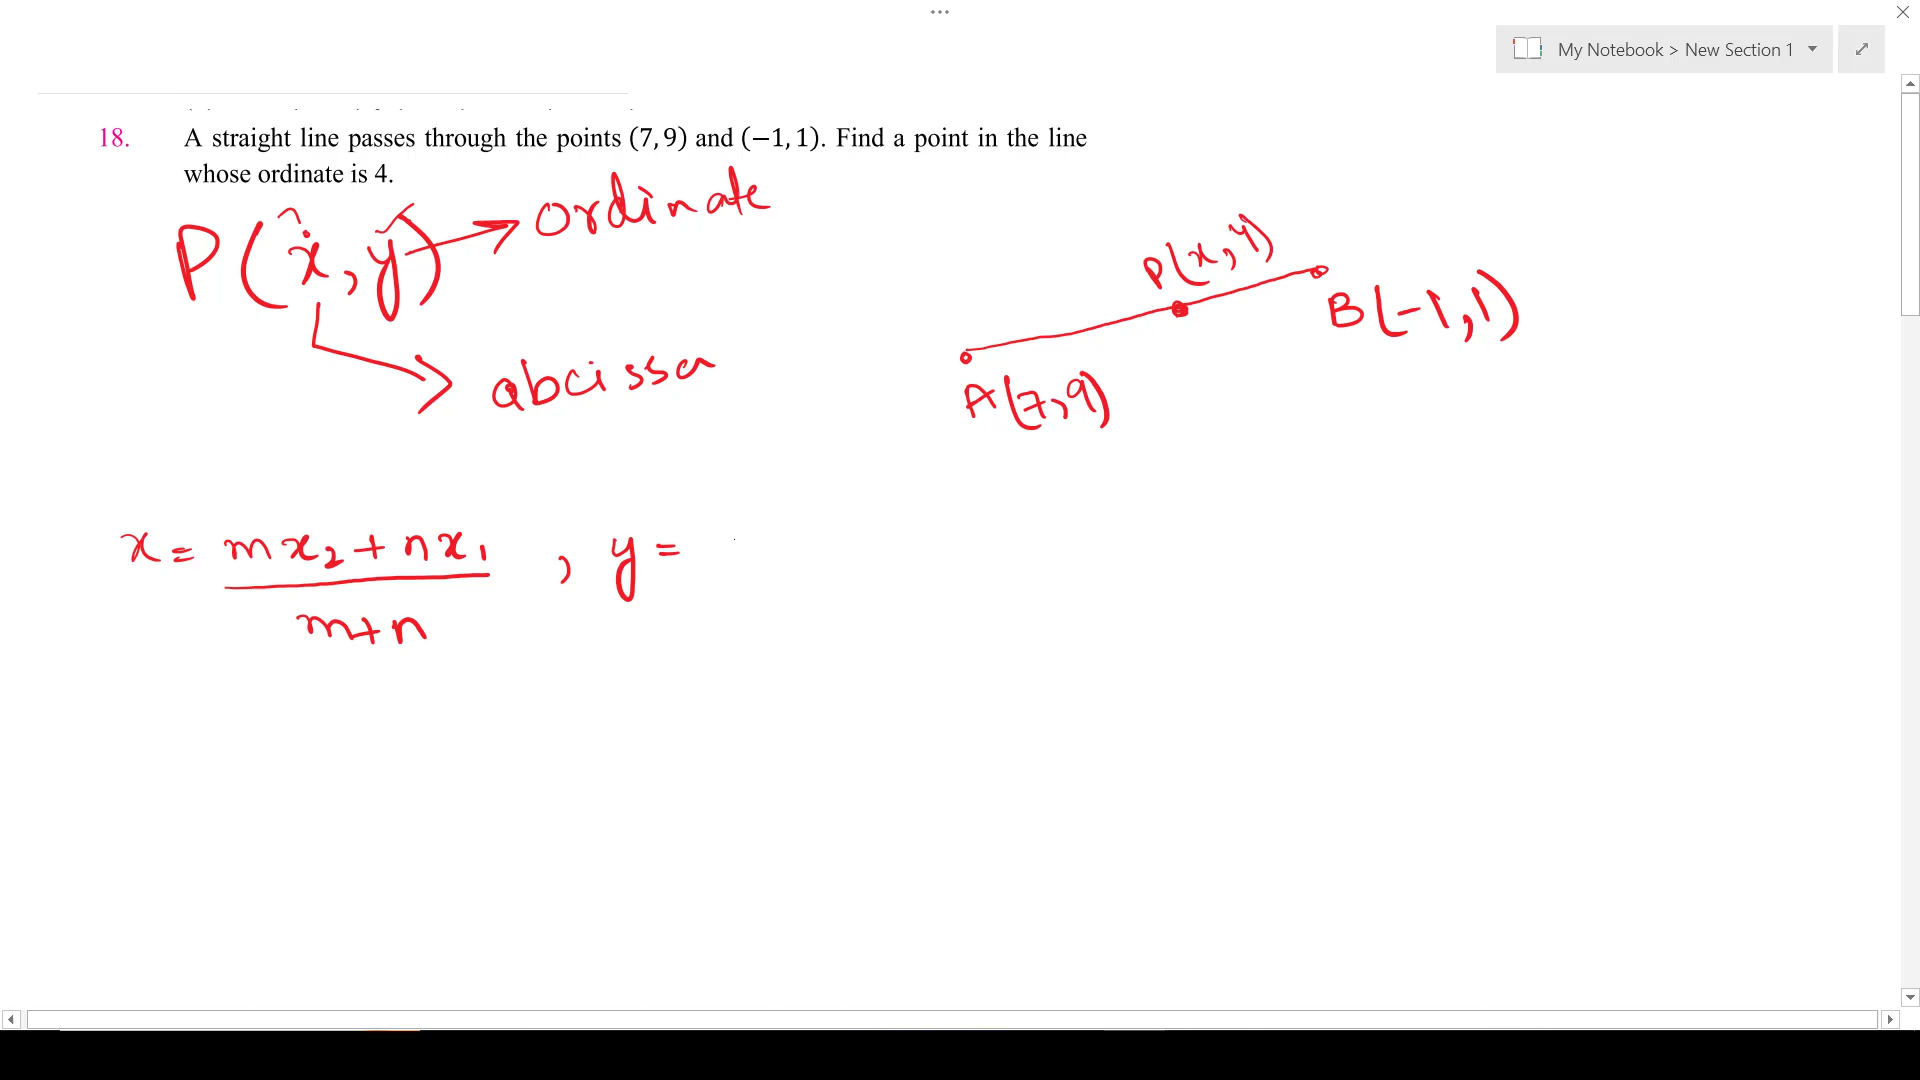 My Notebook > New Section 1
18. A straight line passes through the points (7, 9) and (−1, 1). Find a point in the line
whose ordinate is 4.
P(x, y) → ordinate
abcissa
P(x, y)
B(-1, 1)
A(7, 9)
x = mx₂ + nx₁ / m+n , y =